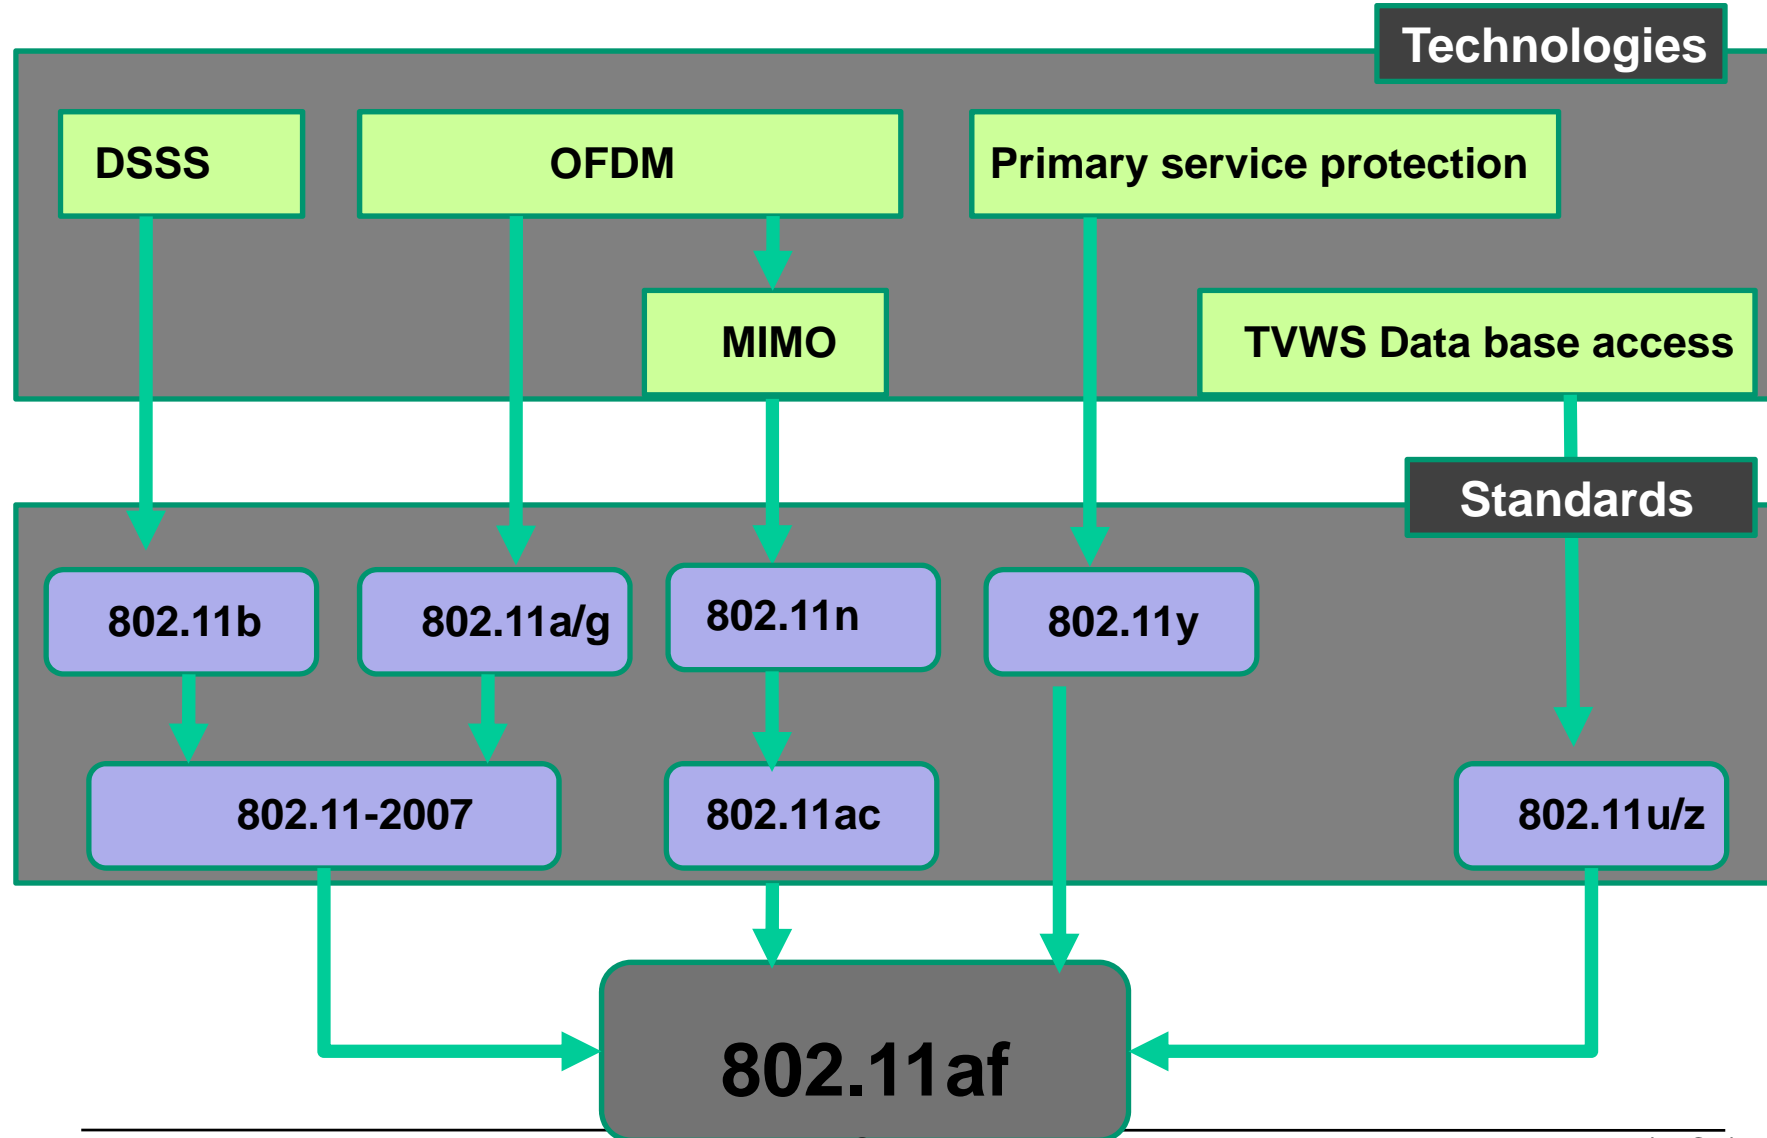 Technologies
DSSS
OFDM
Primary service protection
MIMO
TVWS Data base access
Standards
802.11b
802.11a/g
802.11n
802.11y
802.11-2007
802.11ac
802.11u/z
802.11af